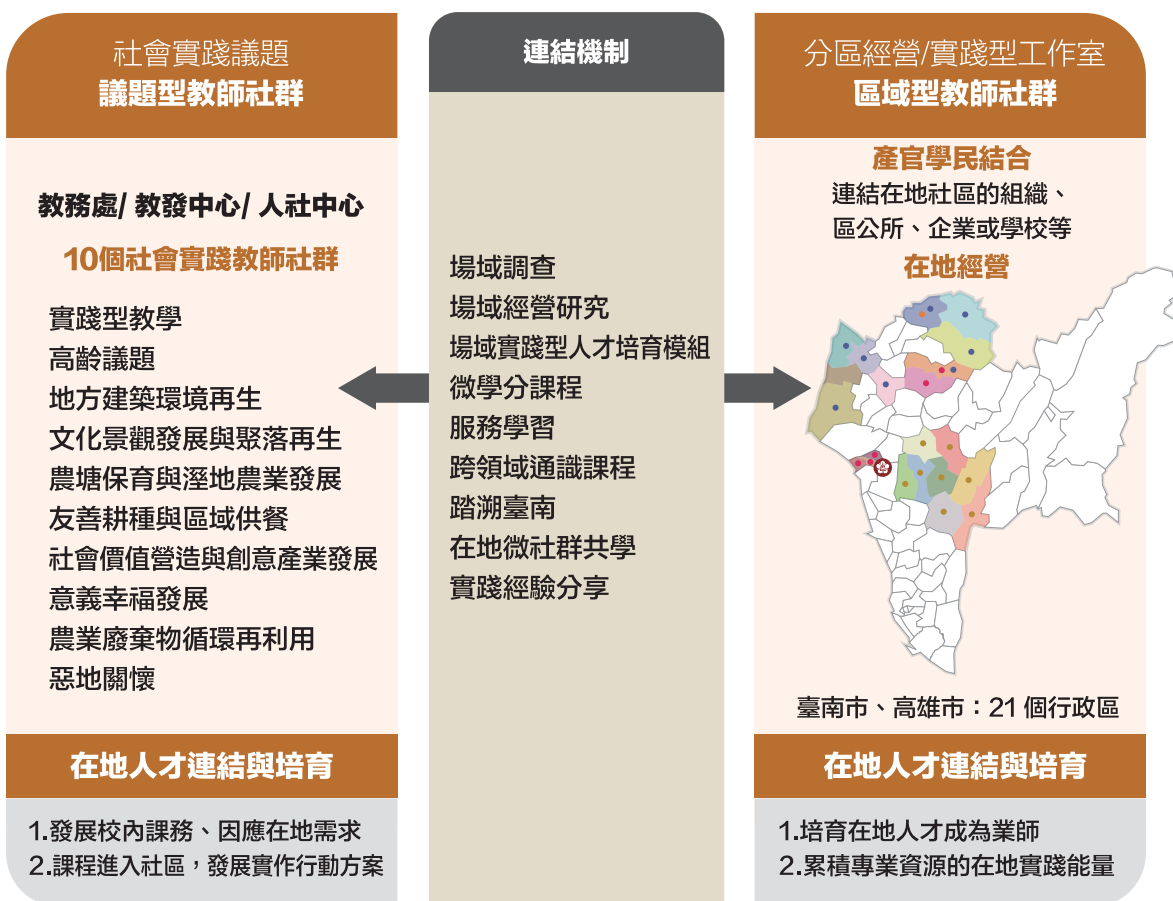 社會實踐議題
議題型教師社群
教務處/ 教發中心/ 人社中心
10個社會實踐教師社群
實踐型教學
高齡議題
地方建築環境再生
文化景觀發展與聚落再生
農塘保育與溼地農業發展
友善耕種與區域供餐
社會價值營造與創意產業發展
意義幸福發展
農業廢棄物循環再利用
惡地關懷
在地人才連結與培育
1.發展校內課務、因應在地需求
2.課程進入社區，發展實作行動方案
連結機制
場域調查
場域經營研究
場域實踐型人才培育模組
微學分課程
服務學習
跨領域通識課程
踏溯臺南
在地微社群共學
實踐經驗分享
分區經營/實踐型工作室
區域型教師社群
產官學民結合
連結在地社區的組織、
區公所、企業或學校等
在地經營
臺南市、高雄市：21 個行政區
在地人才連結與培育
1.培育在地人才成為業師
2.累積專業資源的在地實踐能量